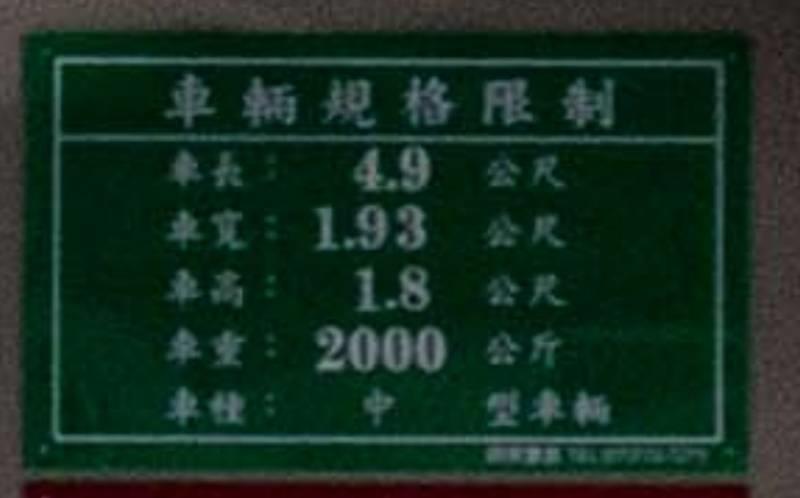 車輛規格限制
車長： 4.9 公尺
車寬： 1.93 公尺
車高： 1.8 公尺
車重： 2000 公斤
車種： 中 型車輛